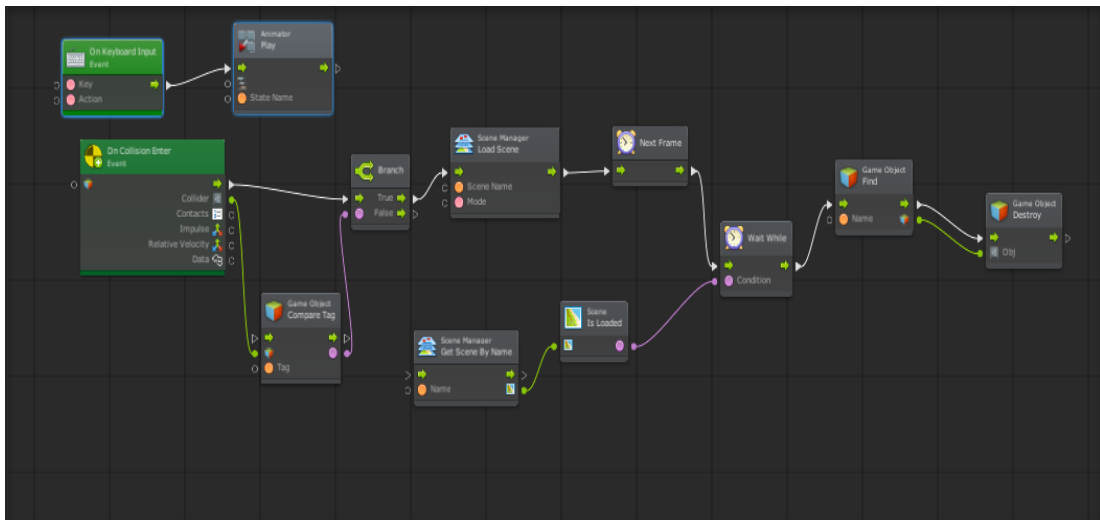 On Keyboard Input
Event
Key
Action
Animator
Play
State Name
On Collision Enter
Event
Collider
Contacts
Impulse
Relative Velocity
Data
Branch
True
False
Scene Manager
Load Scene
Scene Name
Mode
Next Frame
Game Object
Find
Name
Game Object
Destroy
Obj
Wait While
Condition
Game Object
Compare Tag
Tag
Scene Manager
Get Scene By Name
Name
Scene
Is Loaded